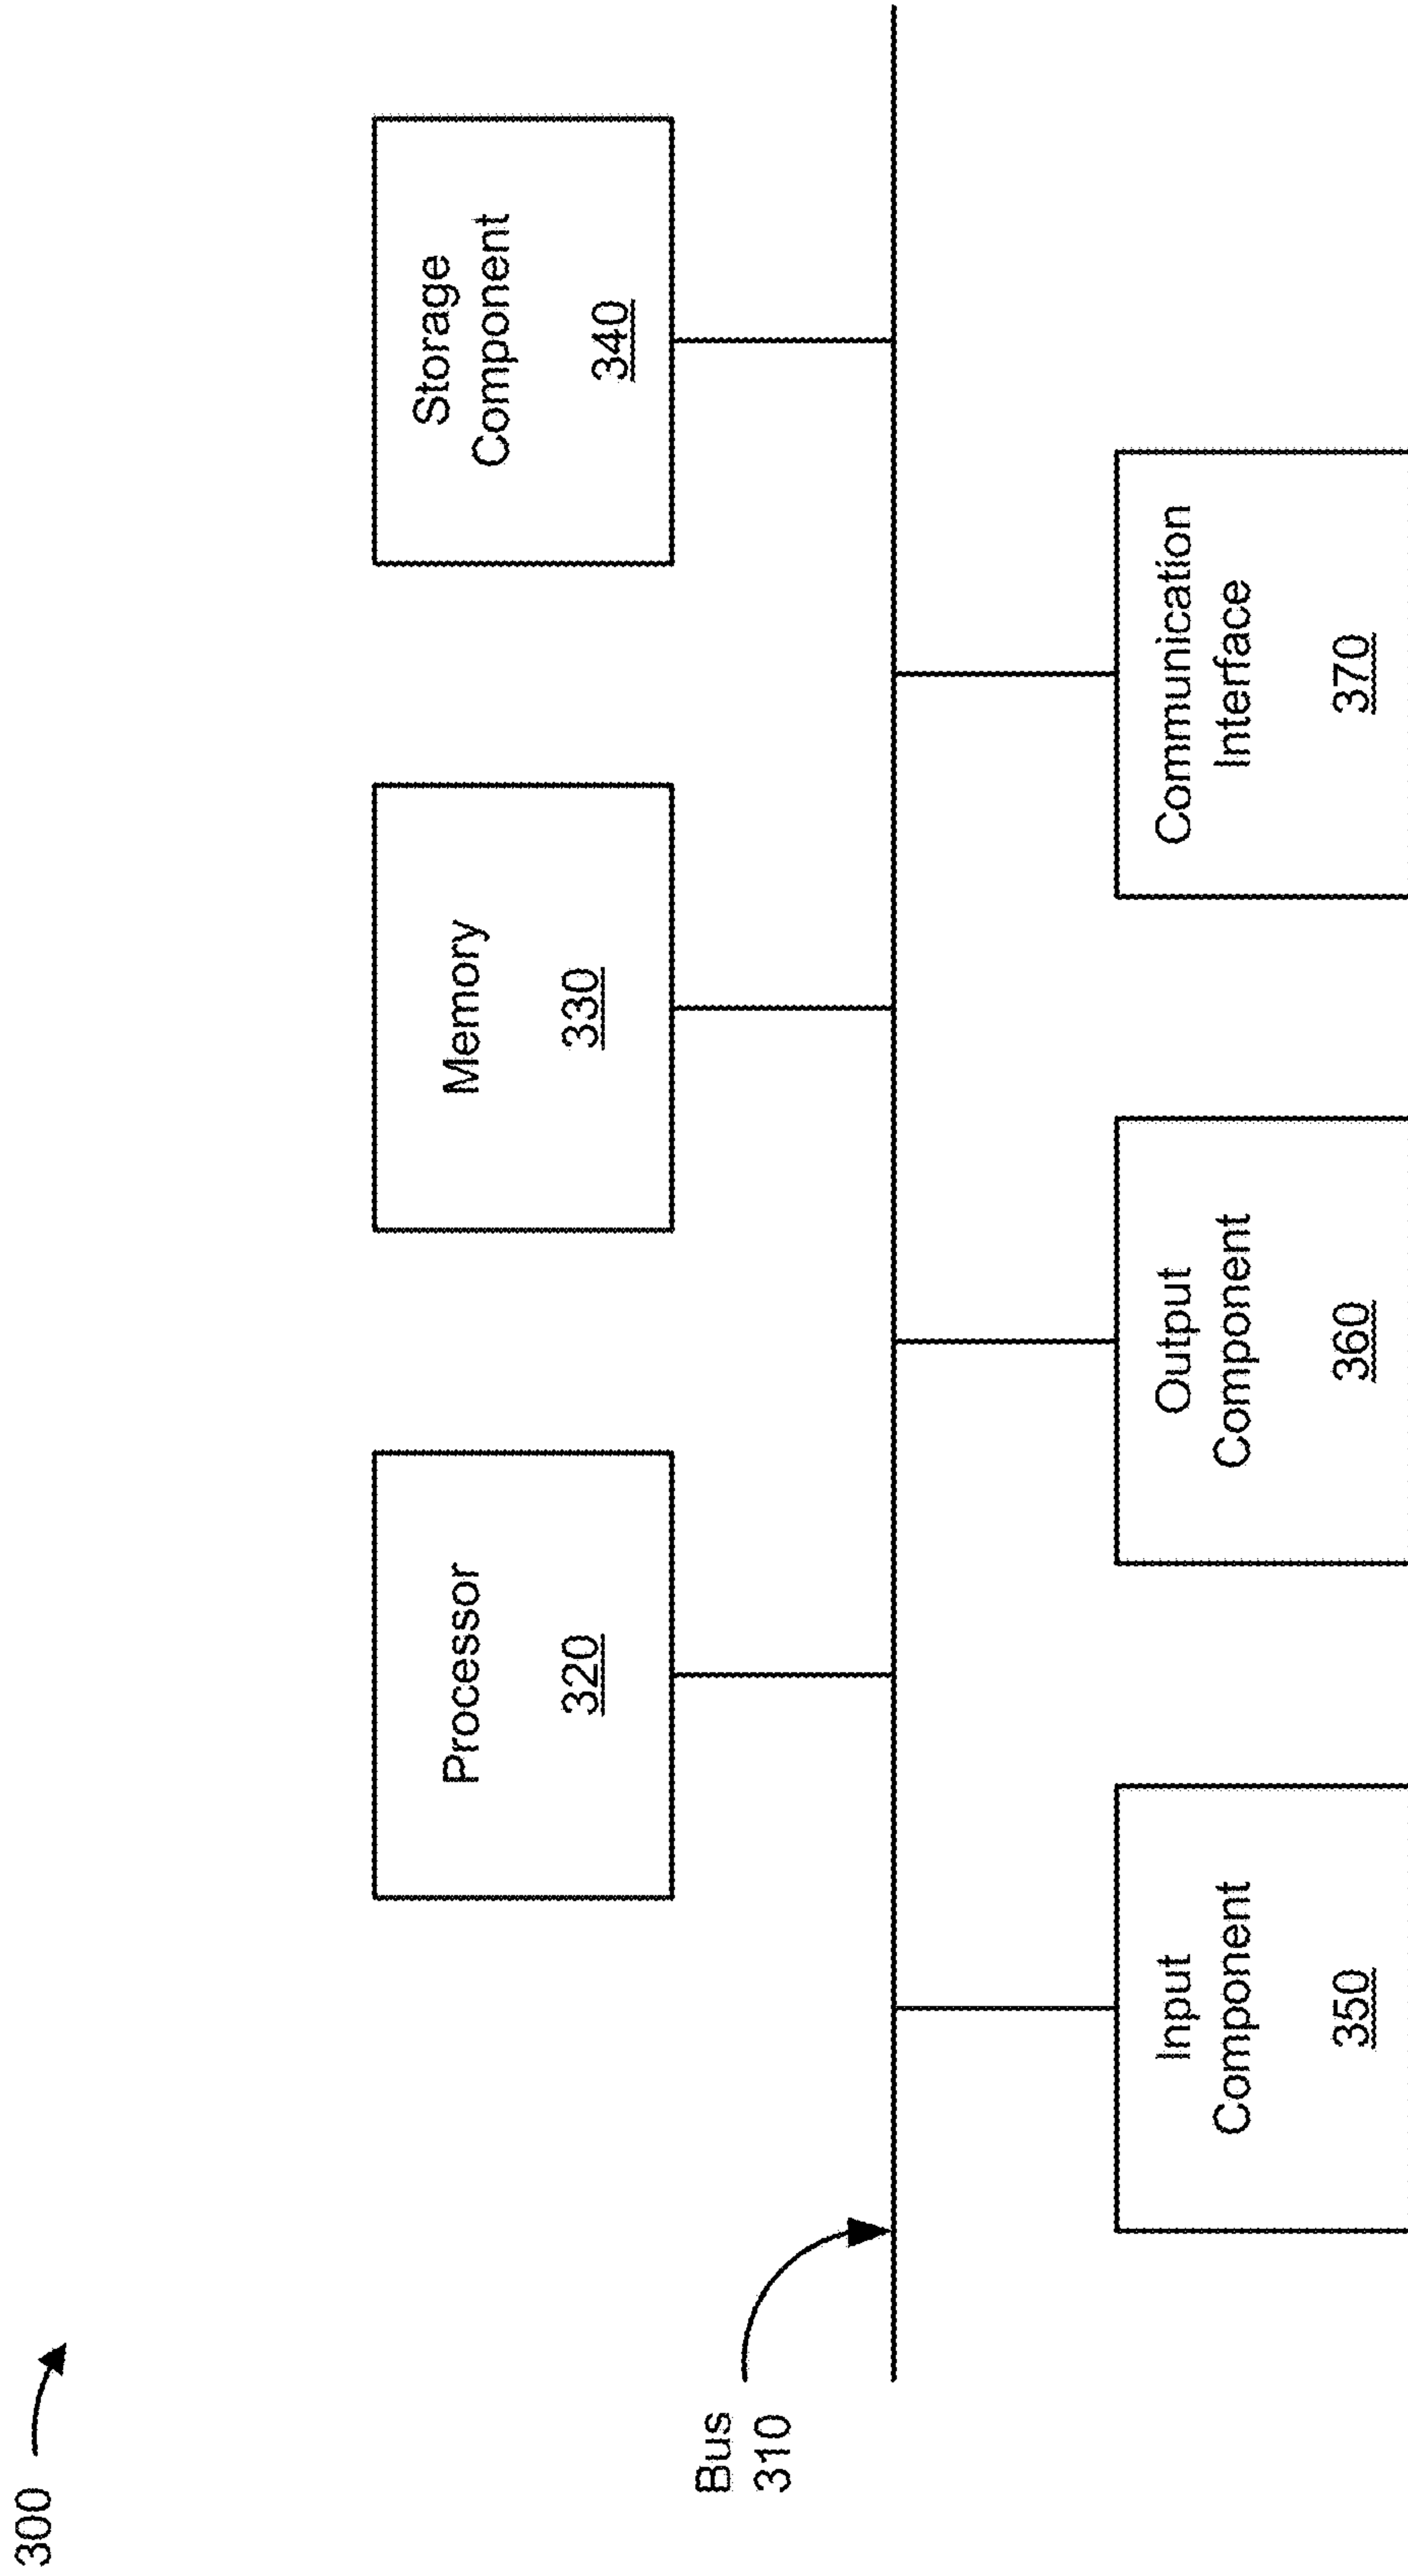 300
Processor
320
Memory
330
Storage
Component
340
Bus
310
Input
Component
350
Output
Component
360
Communication
Interface
370